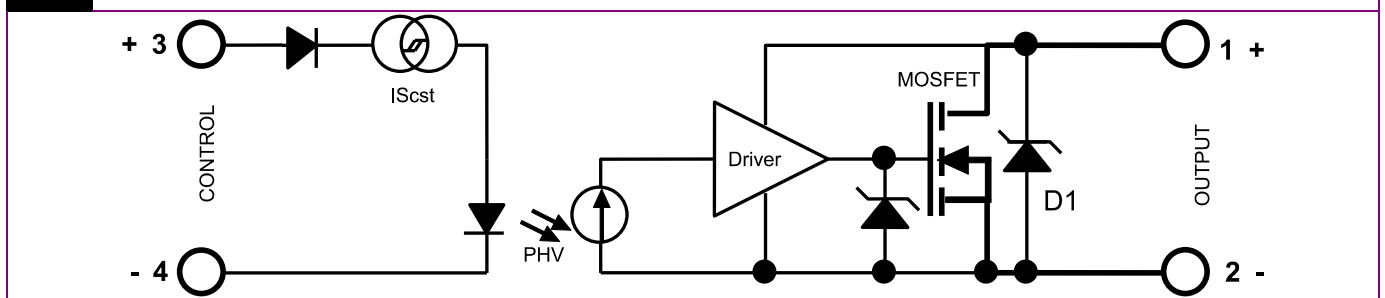 + 3
IScst
CONTROL
- 4
PHV
Driver
MOSFET
D1
1 +
OUTPUT
2 -